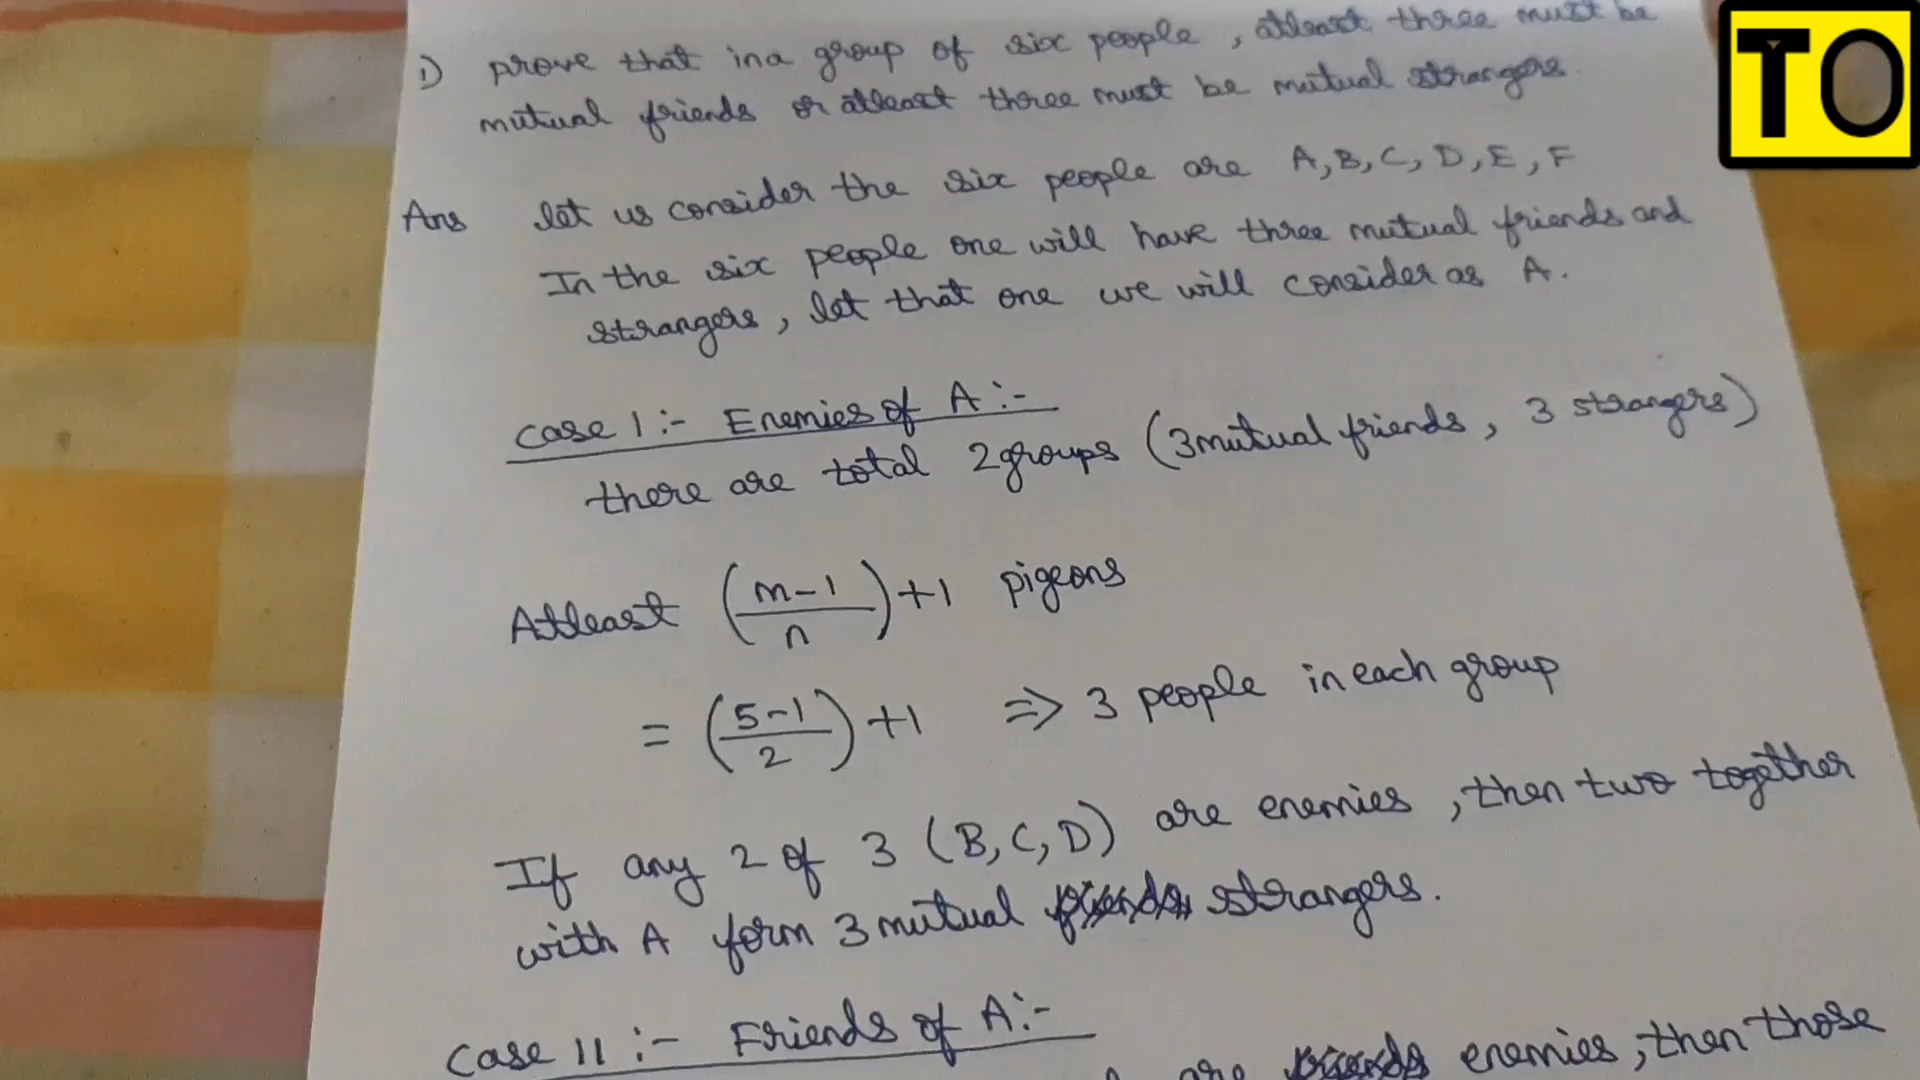 TO
1) prove that in a group of six people, atleast three must be
mutual friends or atleast three must be mutual strangers.
Ans let us consider the six people are A, B, C, D, E, F
In the six people one will have three mutual friends and
strangers, let that one we will consider as A.
case 1 :- Enemies of A :-
there are total 2 groups (3 mutual friends, 3 strangers)
Atleast (m-1/n)+1 pigeons
= (5-1/2)+1 => 3 people in each group
If any 2 of 3 (B, C, D) are enemies, then two together
with A form 3 mutual strangers.
case 11 :- Friends of A :-
are enemies, then those